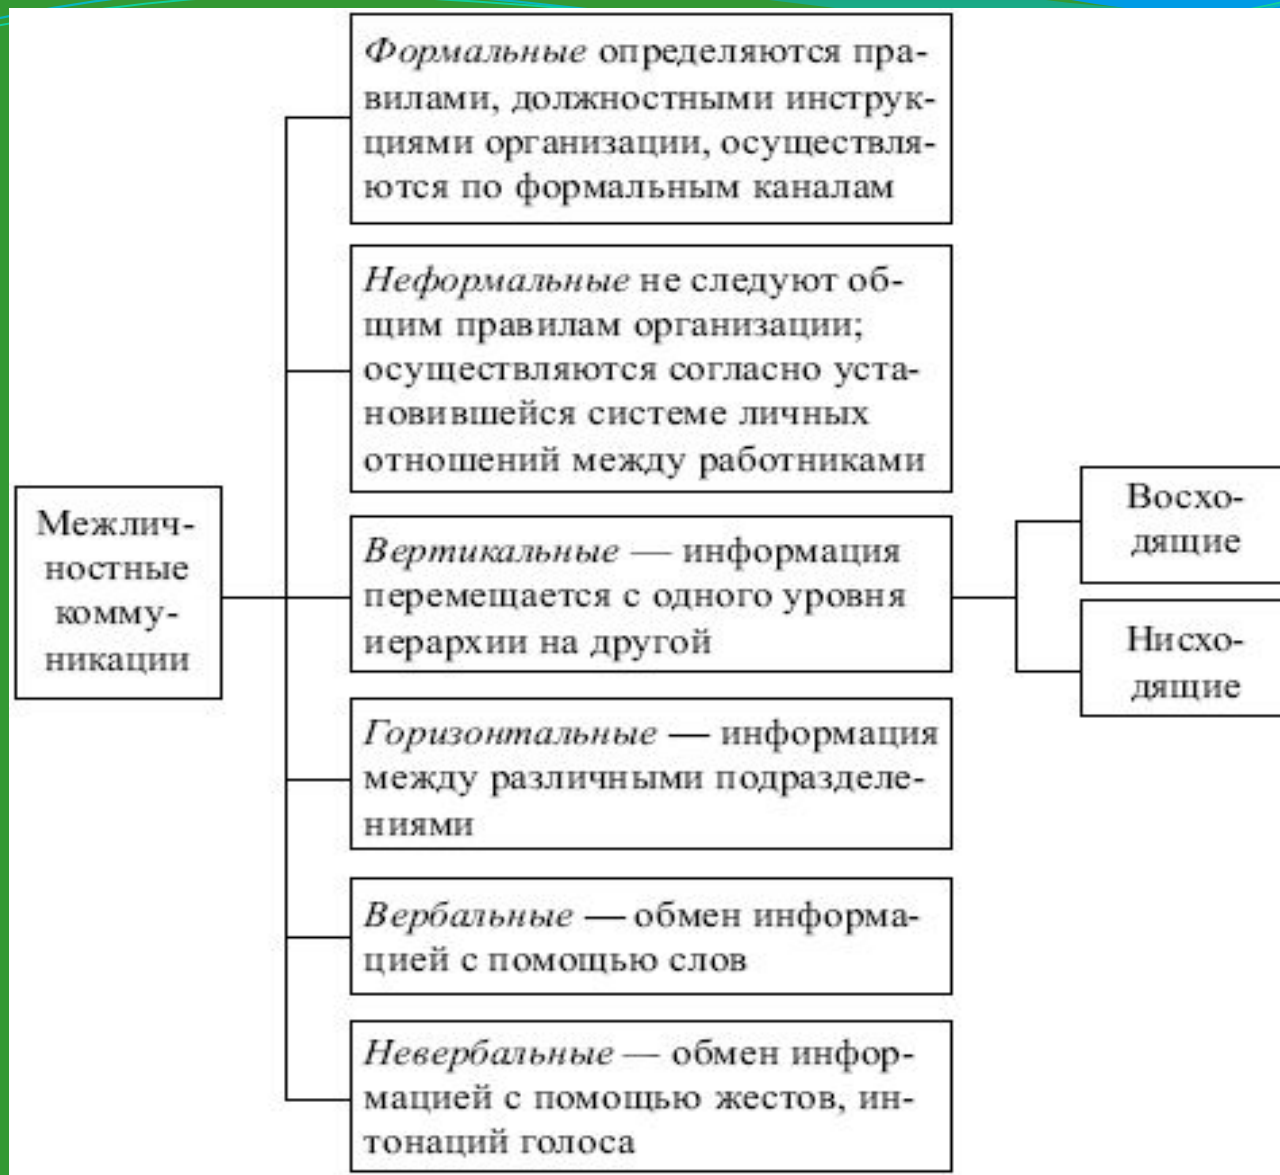 Формальные определяются пра-
вилами, должностными инструк-
циями организации, осуществля-
ются по формальным каналам
Неформальные не следуют об-
щим правилам организации;
осуществляются согласно уста-
новившейся системе личных
отношений между работниками
Межлич-
ностные
комму-
никации
Вертикальные — информация
перемещается с одного уровня
иерархии на другой
Восхо-
дящие
Нисхо-
дящие
Горизонтальные — информация
между различными подразделе-
ниями
Вербальные — обмен информа-
цией с помощью слов
Невербальные — обмен инфор-
мацией с помощью жестов, ин-
тонаций голоса